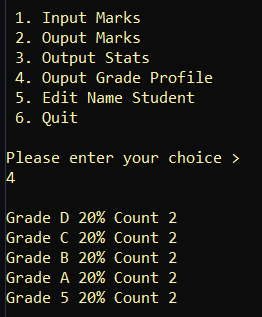 1. Input Marks
2. Ouput Marks
3. Output Stats
4. Ouput Grade Profile
5. Edit Name Student
6. Quit
Please enter your choice >
4
Grade D 20% Count 2
Grade C 20% Count 2
Grade B 20% Count 2
Grade A 20% Count 2
Grade 5 20% Count 2